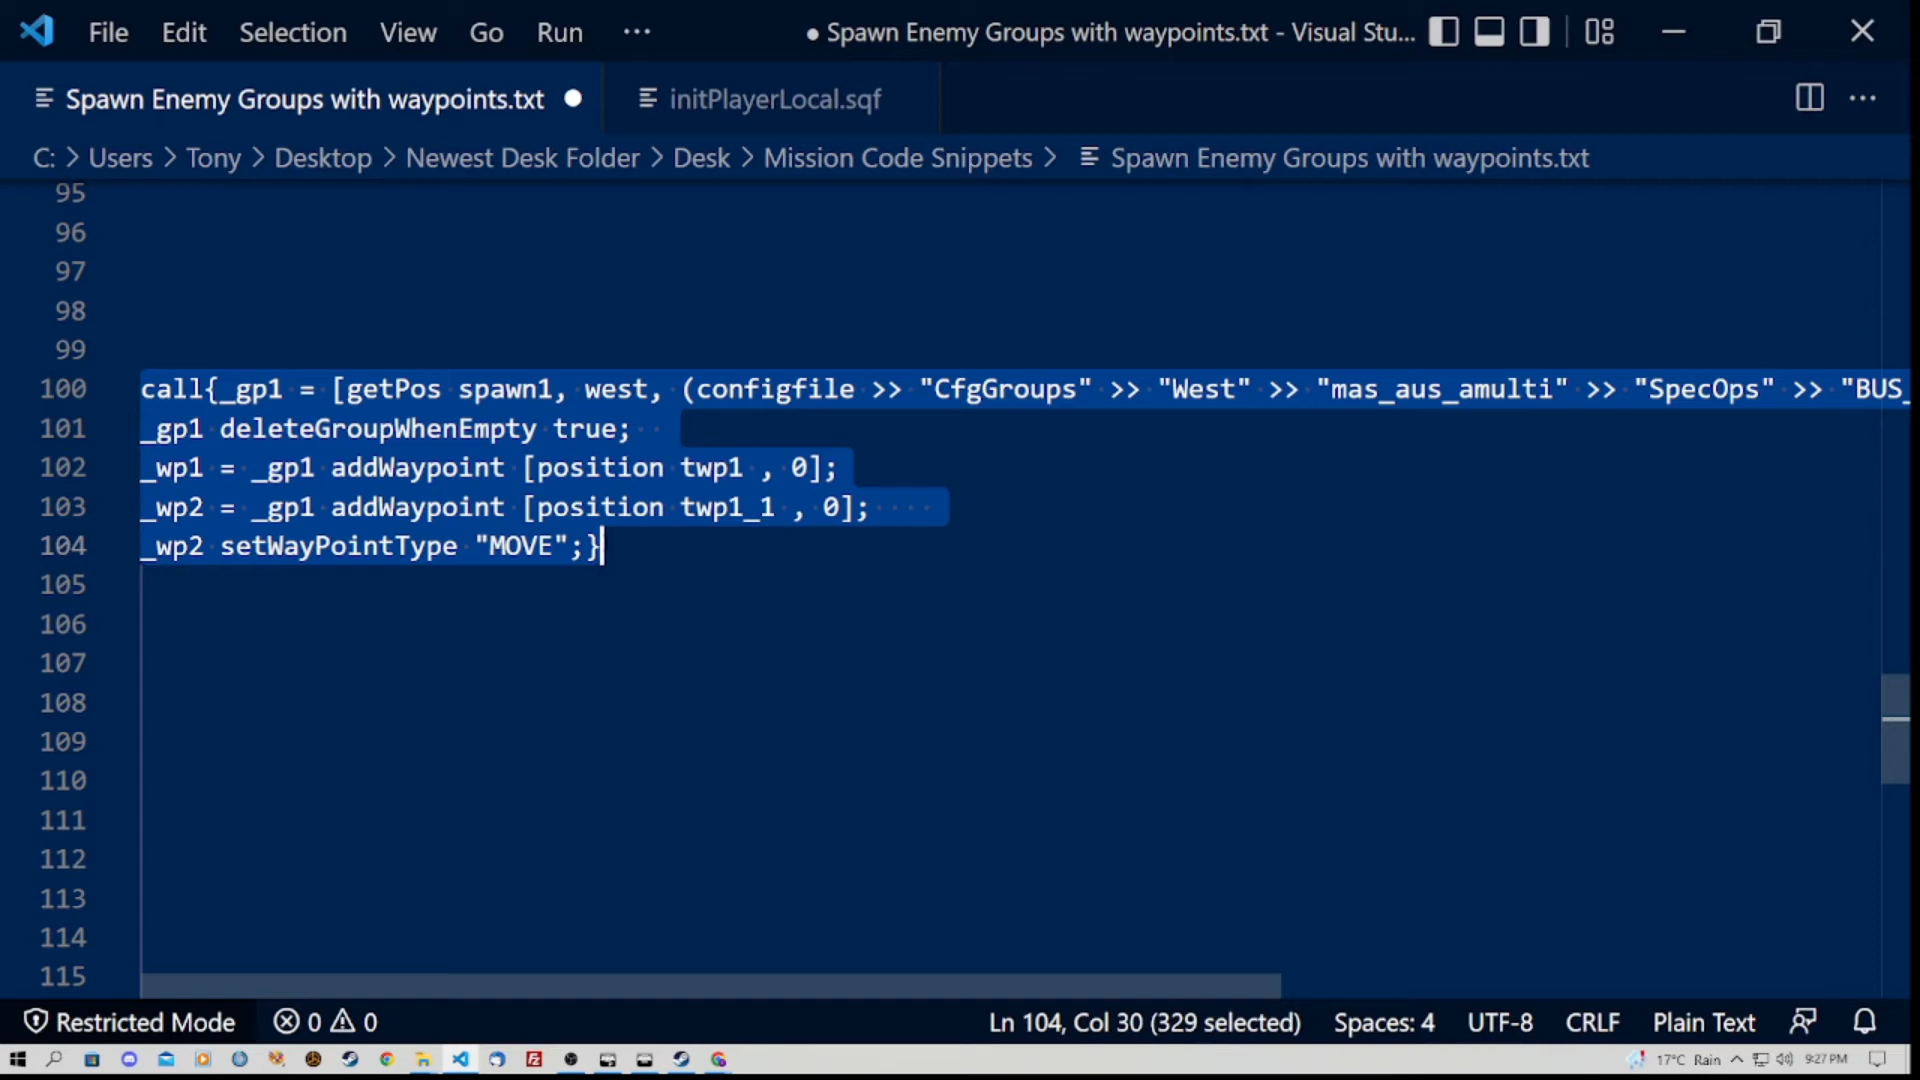 File Edit Selection View Go Run ··· ● Spawn Enemy Groups with waypoints.txt - Visual Stu...
Spawn Enemy Groups with waypoints.txt ● initPlayerLocal.sqf
C: > Users > Tony > Desktop > Newest Desk Folder > Desk > Mission Code Snippets > Spawn Enemy Groups with waypoints.txt
95
96
97
98
99
100 call{_gp1 = [getPos spawn1, west, (configfile >> "CfgGroups" >> "West" >> "mas_aus_amulti" >> "SpecOps" >> "BUS_
101 _gp1 deleteGroupWhenEmpty true;
102 _wp1 = _gp1 addWaypoint [position twp1 , 0];
103 _wp2 = _gp1 addWaypoint [position twp1_1 , 0];
104 _wp2 setWayPointType "MOVE";}
105
106
107
108
109
110
111
112
113
114
115
Restricted Mode 0 0 Ln 104, Col 30 (329 selected) Spaces: 4 UTF-8 CRLF Plain Text
17°C Rain 9:27 PM